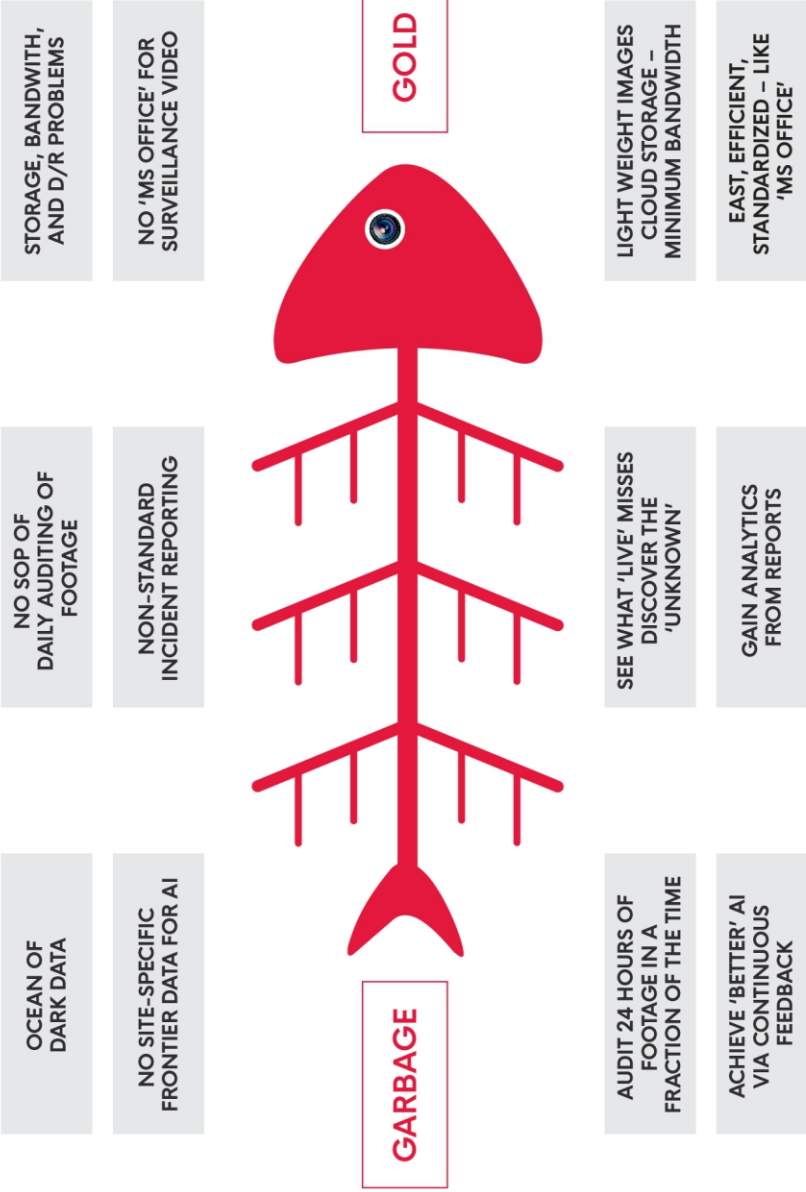 OCEAN OF
DARK DATA
NO SOP OF
DAILY AUDITING OF
FOOTAGE
STORAGE, BANDWITH,
AND D/R PROBLEMS
NO SITE-SPECIFIC
FRONTIER DATA FOR AI
NON-STANDARD
INCIDENT REPORTING
NO ‘MS OFFICE’ FOR
SURVEILLANCE VIDEO
GARBAGE
GOLD
AUDIT 24 HOURS OF
FOOTAGE IN A
FRACTION OF THE TIME
SEE WHAT ‘LIVE’ MISSES
DISCOVER THE
‘UNKNOWN’
LIGHT WEIGHT IMAGES
CLOUD STORAGE –
MINIMUM BANDWIDTH
ACHIEVE ‘BETTER’ AI
VIA CONTINUOUS
FEEDBACK
GAIN ANALYTICS
FROM REPORTS
EAST, EFFICIENT,
STANDARDIZED – LIKE
‘MS OFFICE’